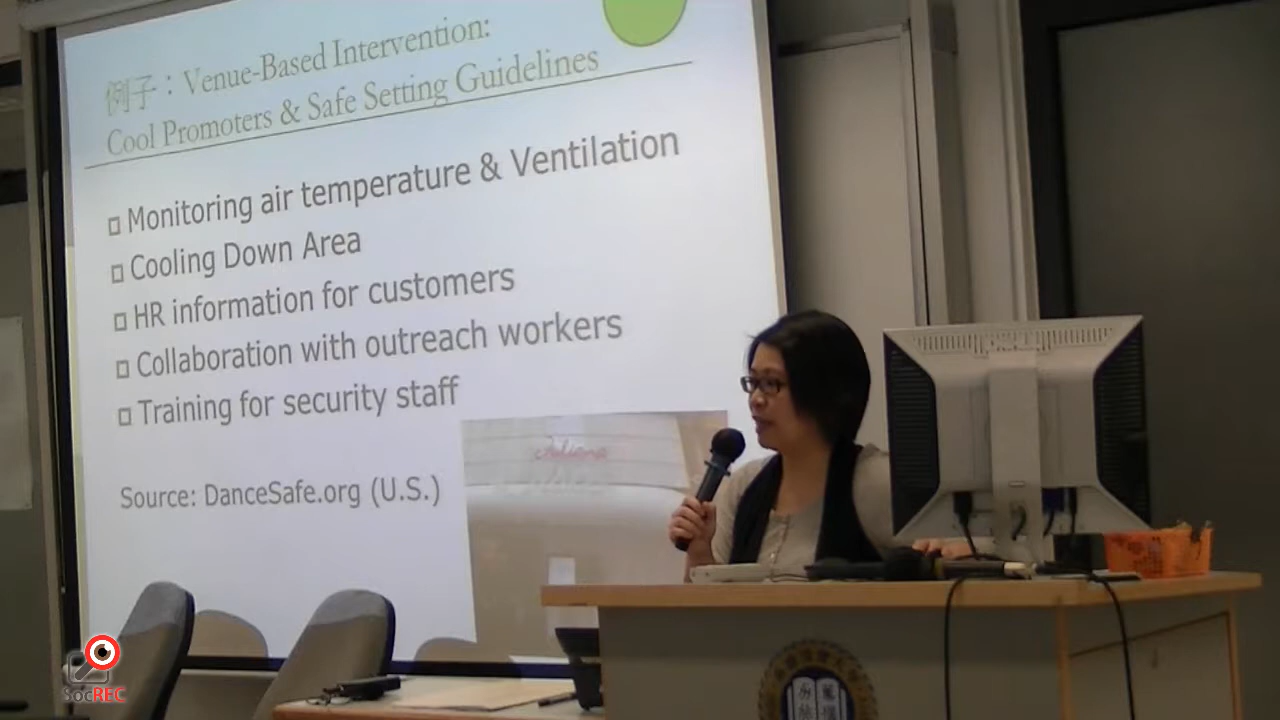 例子：Venue-Based Intervention:
Cool Promoters & Safe Setting Guidelines
Monitoring air temperature & Ventilation
Cooling Down Area
HR information for customers
Collaboration with outreach workers
Training for security staff
Source: DanceSafe.org (U.S.)
SocREC